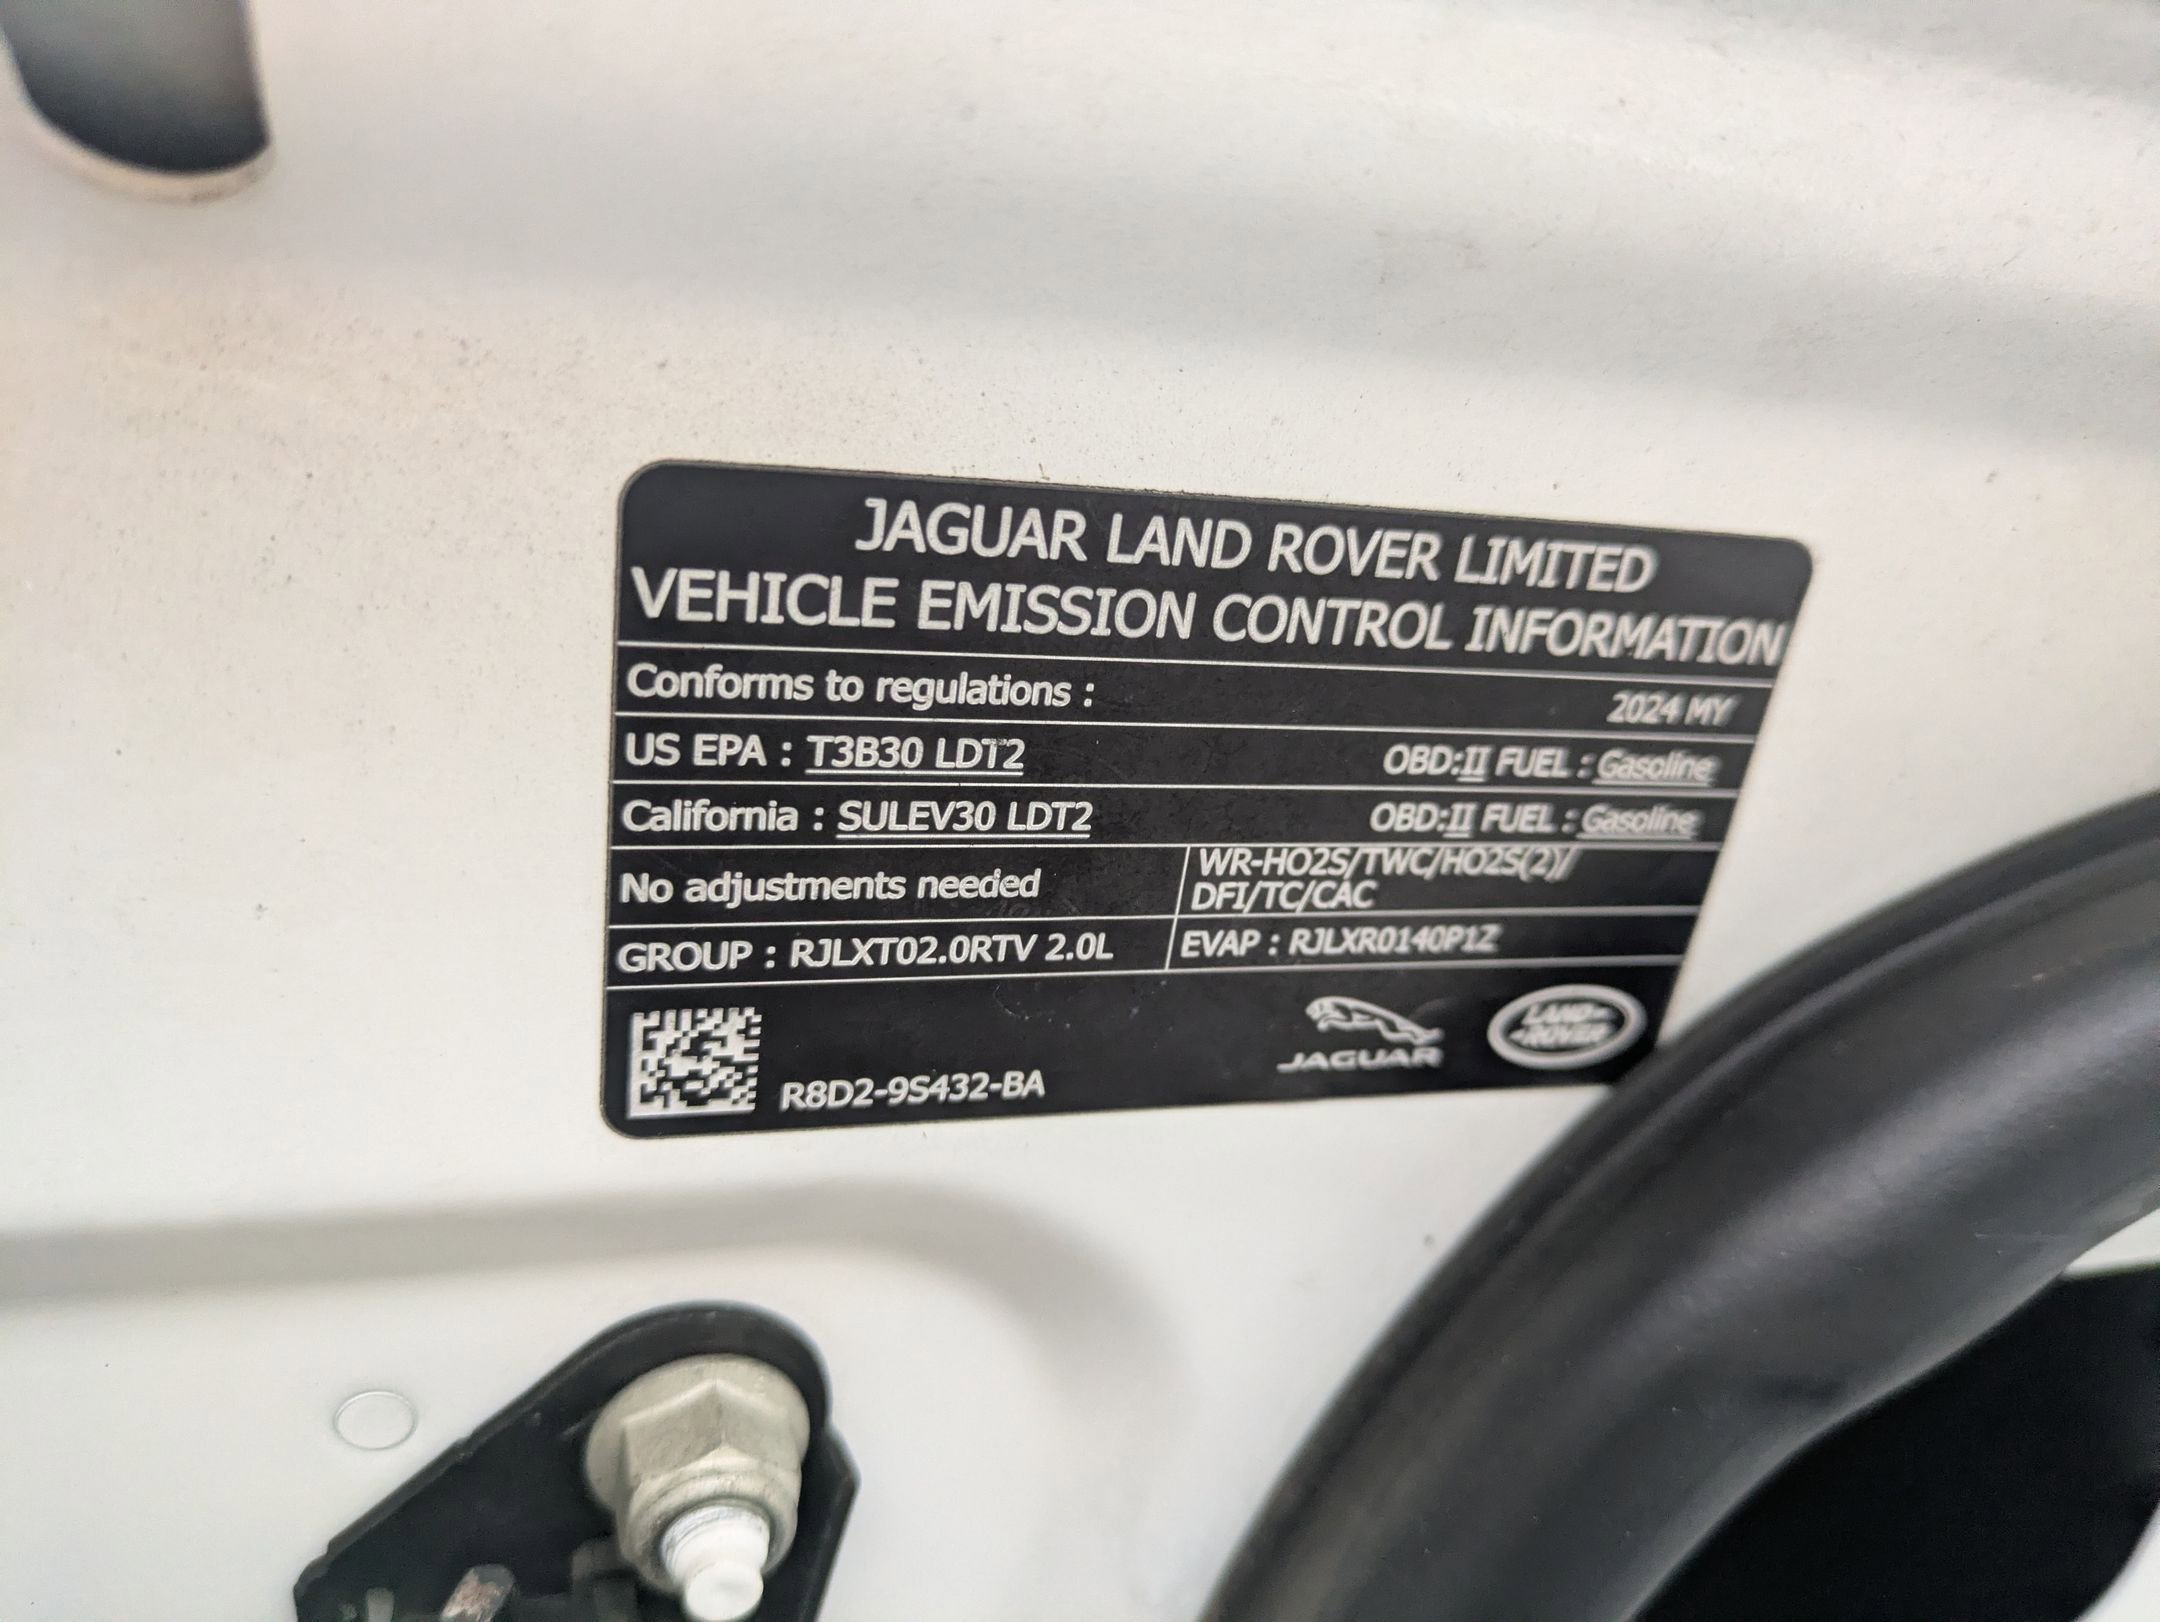 JAGUAR LAND ROVER LIMITED
VEHICLE EMISSION CONTROL INFORMATION
Conforms to regulations : 2024 MY
US EPA : T3B30 LDT2 OBD:II FUEL : Gasoline
California : SULEV30 LDT2 OBD:II FUEL : Gasoline
No adjustments needed
WR-HO2S/TWC/HO2S(2)/
DFI/TC/CAC
GROUP : RJLXT02.0RTV 2.0L EVAP : RJLXR0140P1Z
R8D2-9S432-BA
JAGUAR
LAND-
-ROVER